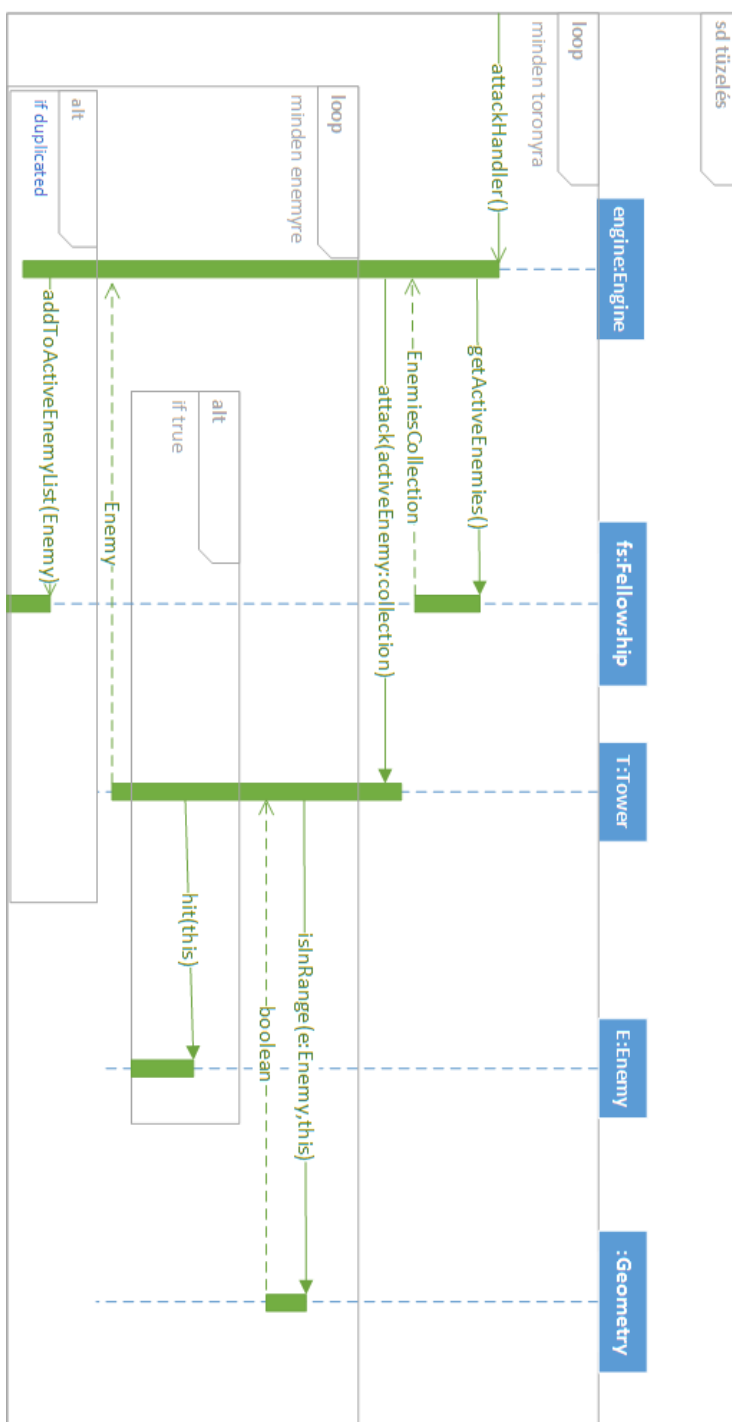 sd tüzelés
engine:Engine
fs:Fellowship
T:Tower
E:Enemy
:Geometry
loop
minden toronyra
attackHandler()
getActiveEnemies()
EnemiesCollection
attack(activeEnemy:collection)
loop
minden enemyre
isInRange(e:Enemy,this)
boolean
alt
if true
hit(this)
Enemy
alt
if duplicated
addToActiveEnemyList(Enemy)